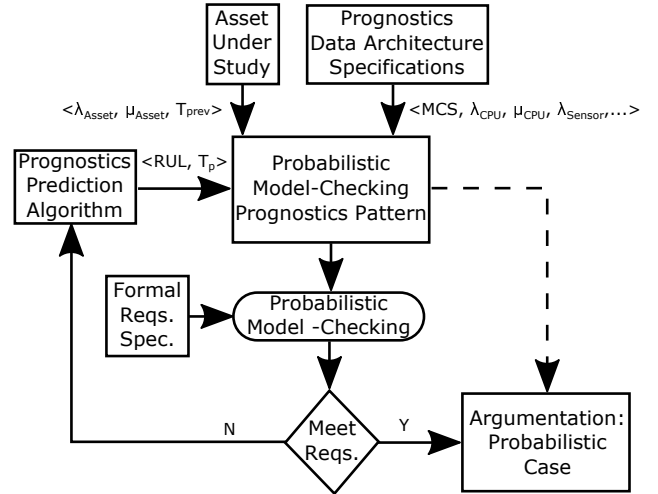 Asset
Under
Study
Prognostics
Data Architecture
Specifications
<λAsset, μAsset, Tprev>
<MCS, λCPU, μCPU, λSensor,...>
Prognostics
Prediction
Algorithm
<RUL, Tp>
Probabilistic
Model-Checking
Prognostics Pattern
Formal
Reqs.
Spec.
Probabilistic
Model -Checking
Meet
Reqs.
N
Y
Argumentation:
Probabilistic
Case